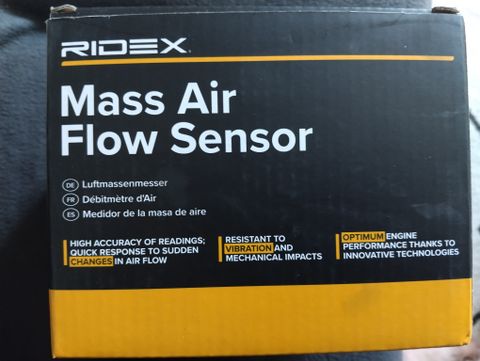 RIDEX
Mass Air
Flow Sensor
DE Luftmassenmesser
FR Débitmètre d'Air
ES Medidor de la masa de aire
HIGH ACCURACY OF READINGS;
QUICK RESPONSE TO SUDDEN
CHANGES IN AIR FLOW
RESISTANT TO
VIBRATION AND
MECHANICAL IMPACTS
OPTIMUM ENGINE
PERFORMANCE THANKS TO
INNOVATIVE TECHNOLOGIES